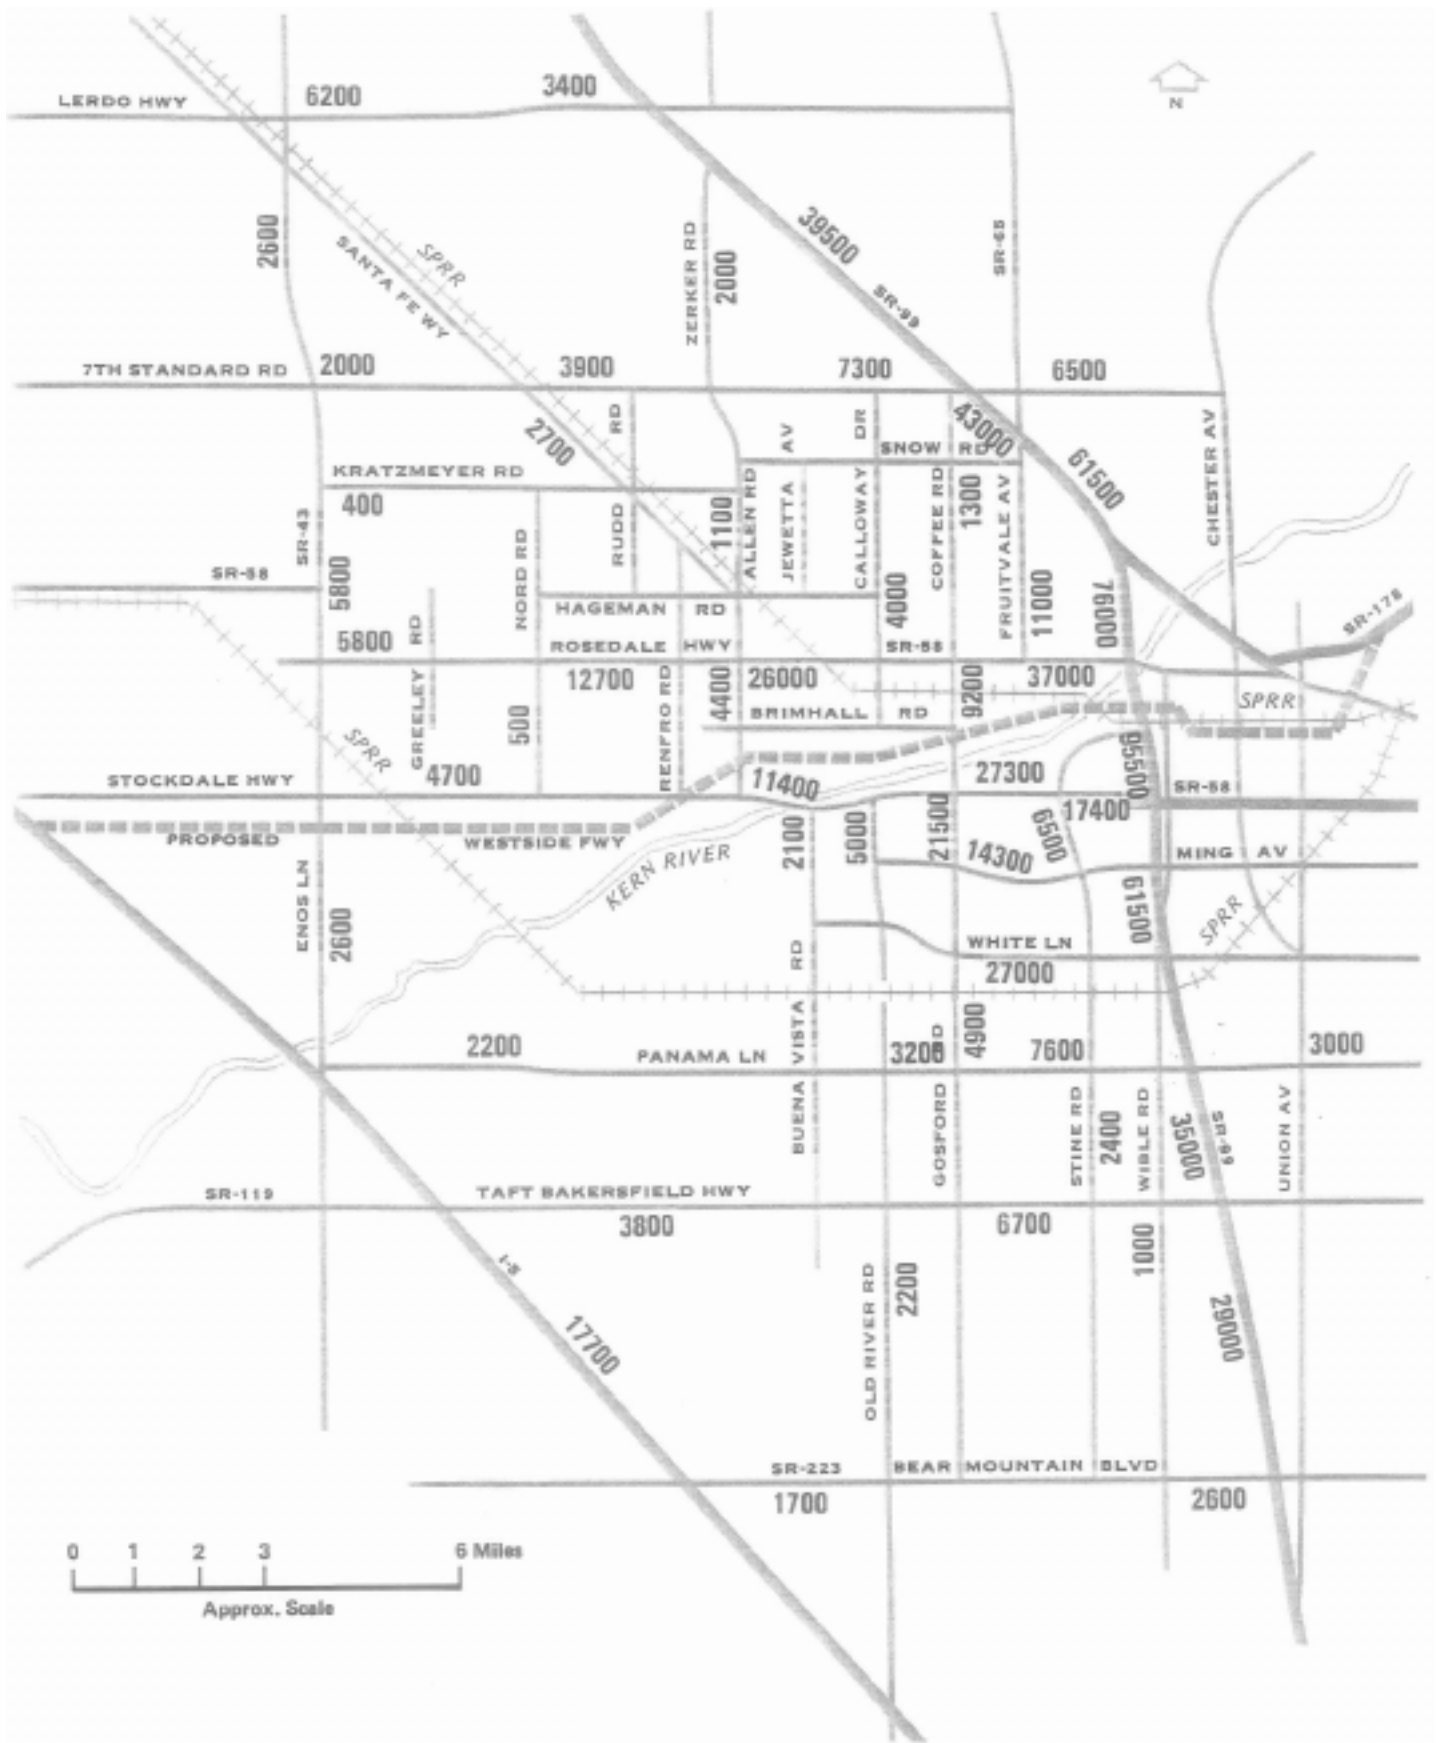 LERDO HWY
6200
3400
N
2600
SANTA FE WY
SPRR
ZERKER RD
2000
39500
SR-99
SR-65
7TH STANDARD RD
2000
3900
7300
6500
2700
RD
AV
DR
SNOW RD
43000
61500
CHESTER AV
KRATZMEYER RD
400
SR-43
NORD RD
RUDD
1100
ALLEN RD
JEWETTA
CALLOWAY
COFFEE RD
1300
FRUITVALE AV
SR-58
5800
HAGEMAN RD
4000
11000
76000
SR-178
5800
GREELEY RD
ROSEDALE HWY
SR-58
12700
RENFRO RD
4400
26000
9200
37000
SPRR
500
BRIMHALL RD
SPRR
STOCKDALE HWY
4700
11400
27300
95500
SR-58
17400
PROPOSED
WESTSIDE FWY
KERN RIVER
2100
5000
21500
14300
6500
MING AV
ENOS LN
2600
61500
SPRR
RD
WHITE LN
27000
2200
PANAMA LN
VISTA
3200
4900
7600
3000
BUENA
GOSFORD
STINE RD
2400
WIBLE RD
35000
SR-99
UNION AV
SR-119
TAFT BAKERSFIELD HWY
3800
6700
1000
I-5
OLD RIVER RD
2200
29000
17700
SR-223
BEAR MOUNTAIN BLVD
1700
2600
0 1 2 3 6 Miles
Approx. Scale